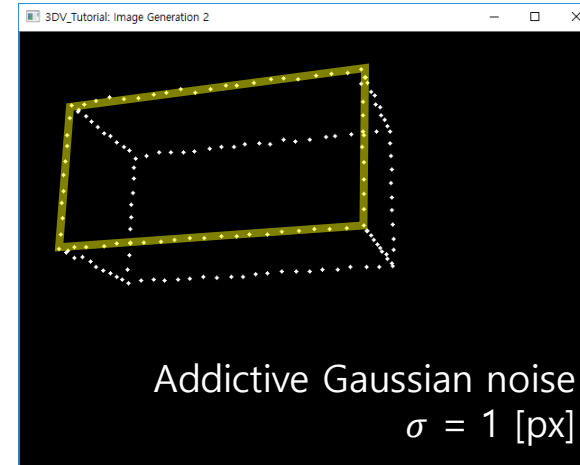 3DV_Tutorial: Image Generation 2
Addictive Gaussian noise
𝜎 = 1 [px]